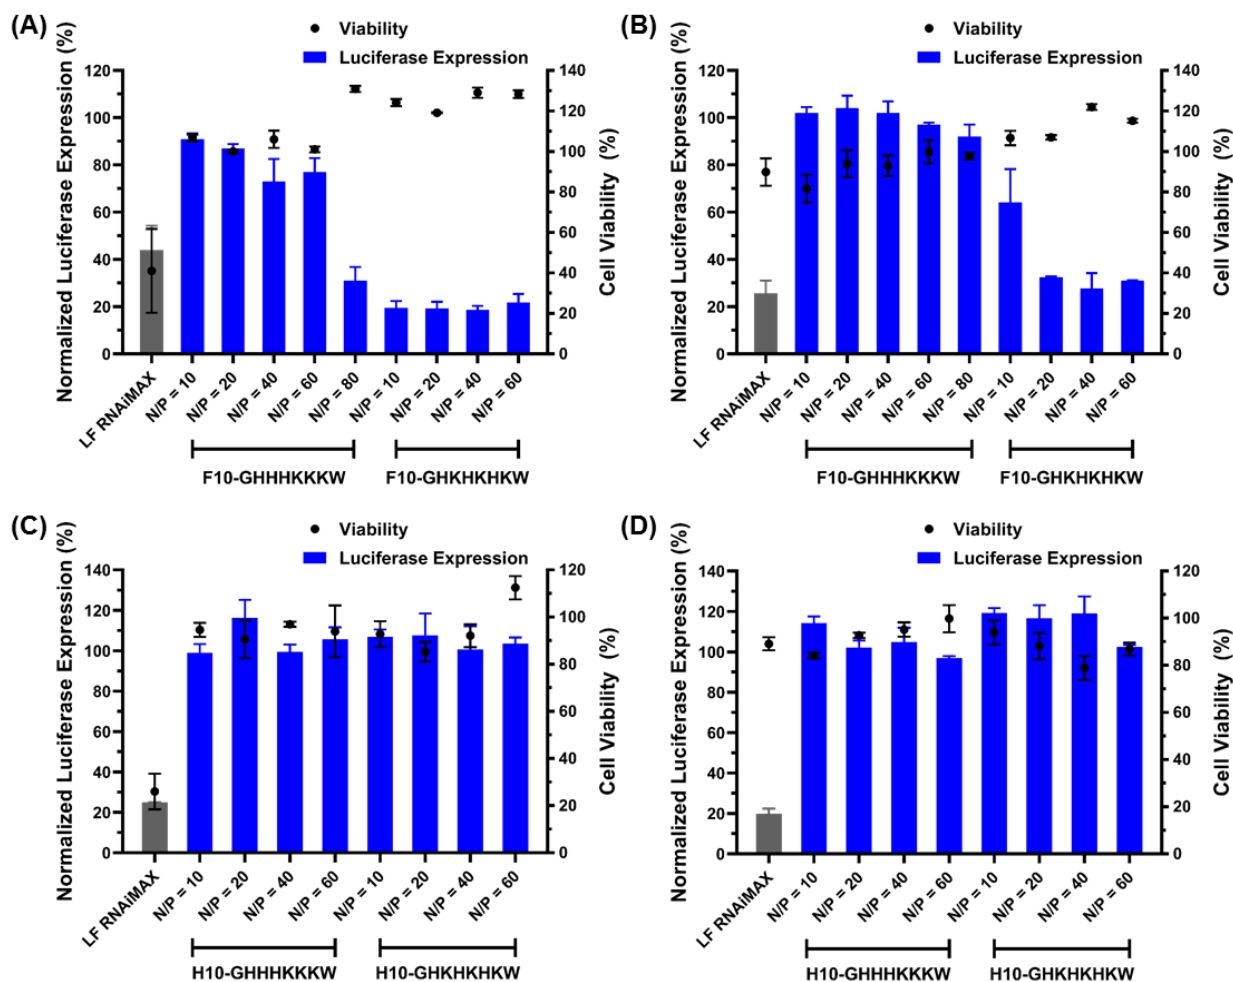 (A)
Viability
Luciferase Expression
Normalized Luciferase Expression (%)
120
100
80
60
40
20
0
140
120
100
80
60
40
20
0
Cell Viability (%)
LF RNAiMAX
N/P = 10
N/P = 20
N/P = 40
N/P = 60
N/P = 80
N/P = 10
N/P = 20
N/P = 40
N/P = 60
F10-GHHHKKKW
F10-GHKHKHKW
(B)
Viability
Luciferase Expression
Normalized Luciferase Expression (%)
120
100
80
60
40
20
0
140
120
100
80
60
40
20
0
Cell Viability (%)
LF RNAiMAX
N/P = 10
N/P = 20
N/P = 40
N/P = 60
N/P = 80
N/P = 10
N/P = 20
N/P = 40
N/P = 60
F10-GHHHKKKW
F10-GHKHKHKW
(C)
Viability
Luciferase Expression
Normalized Luciferase Expression (%)
140
120
100
80
60
40
20
0
120
100
80
60
40
20
0
Cell Viability (%)
LF RNAiMAX
N/P = 10
N/P = 20
N/P = 40
N/P = 60
N/P = 10
N/P = 20
N/P = 40
N/P = 60
H10-GHHHKKKW
H10-GHKHKHKW
(D)
Viability
Luciferase Expression
Normalized Luciferase Expression (%)
140
120
100
80
60
40
20
0
120
100
80
60
40
20
0
Cell Viability (%)
LF RNAiMAX
N/P = 10
N/P = 20
N/P = 40
N/P = 60
N/P = 10
N/P = 20
N/P = 40
N/P = 60
H10-GHHHKKKW
H10-GHKHKHKW